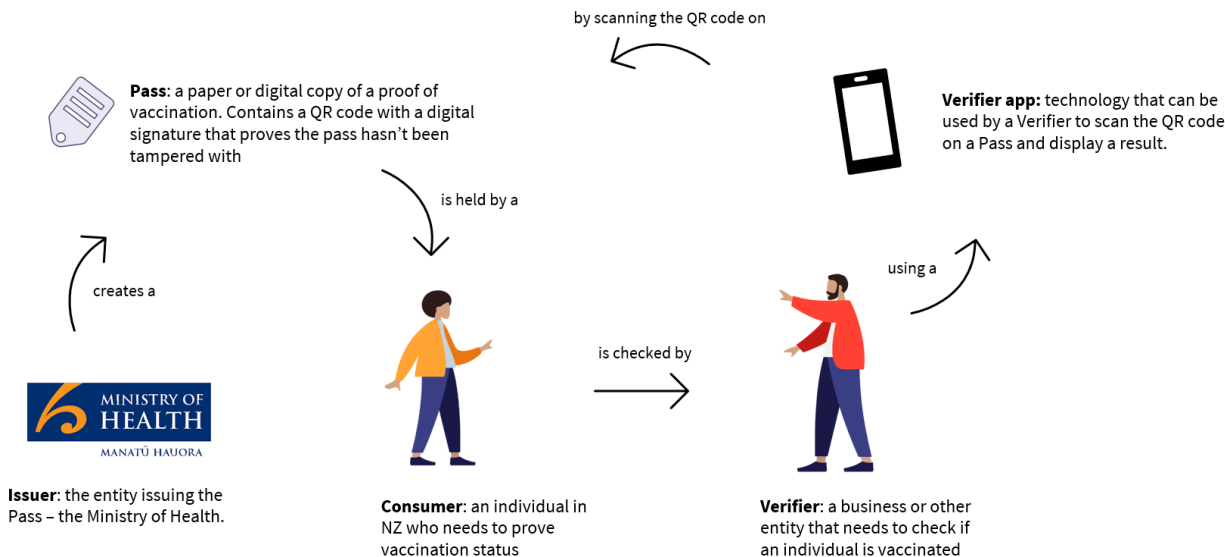 by scanning the QR code on
Pass: a paper or digital copy of a proof of
vaccination. Contains a QR code with a digital
signature that proves the pass hasn’t been
tampered with
Verifier app: technology that can be
used by a Verifier to scan the QR code
on a Pass and display a result.
is held by a
creates a
using a
is checked by
MINISTRY OF
HEALTH
MANATŪ HAUORA
Issuer: the entity issuing the
Pass – the Ministry of Health.
Consumer: an individual in
NZ who needs to prove
vaccination status
Verifier: a business or other
entity that needs to check if
an individual is vaccinated